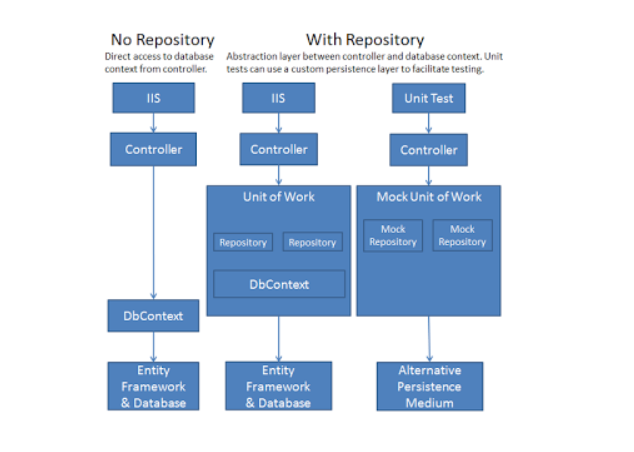 No Repository
Direct access to database
context from controller.
With Repository
Abstraction layer between controller and database context. Unit
tests can use a custom persistence layer to facilitate testing.
IIS
Controller
DbContext
Entity
Framework
& Database
IIS
Controller
Unit of Work
Repository
Repository
DbContext
Entity
Framework
& Database
Unit Test
Controller
Mock Unit of Work
Mock
Repository
Mock
Repository
Alternative
Persistence
Medium